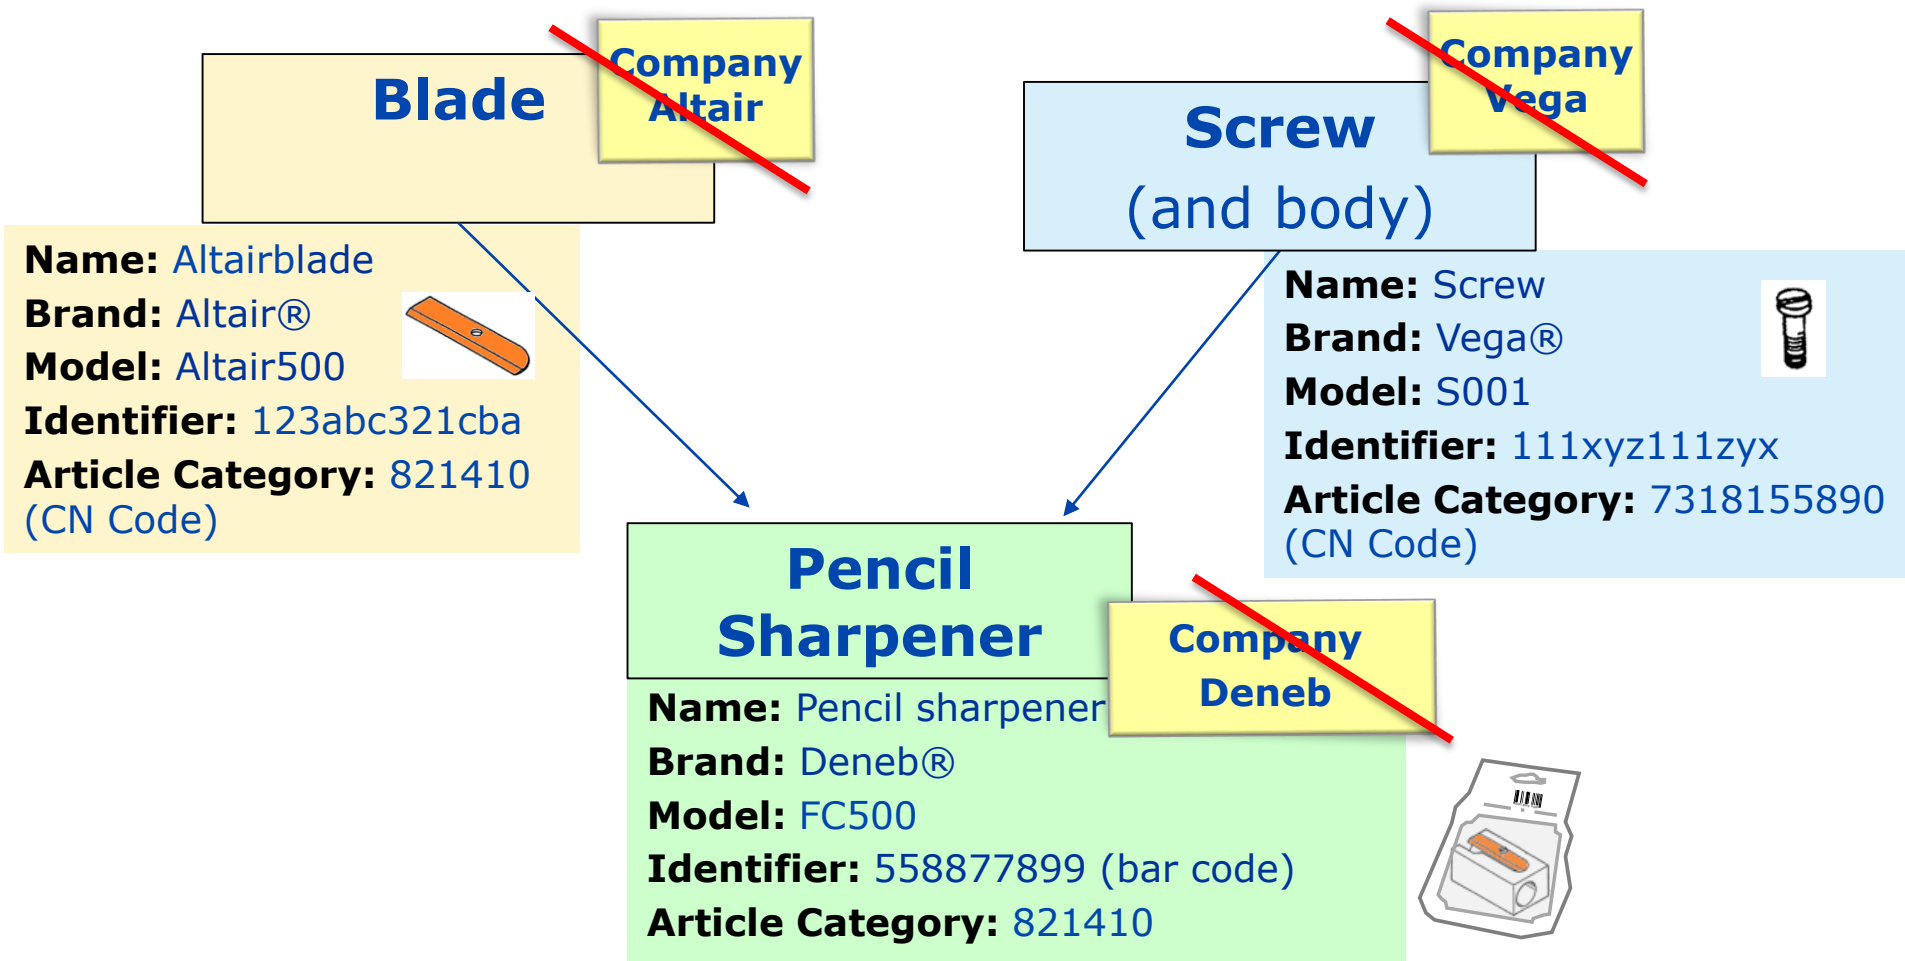 Blade
Company
Altair
Name: Altairblade
Brand: Altair®
Model: Altair500
Identifier: 123abc321cba
Article Category: 821410
(CN Code)
Screw
(and body)
Company
Vega
Name: Screw
Brand: Vega®
Model: S001
Identifier: 111xyz111zyx
Article Category: 7318155890
(CN Code)
Pencil
Sharpener
Company
Deneb
Name: Pencil sharpener
Brand: Deneb®
Model: FC500
Identifier: 558877899 (bar code)
Article Category: 821410